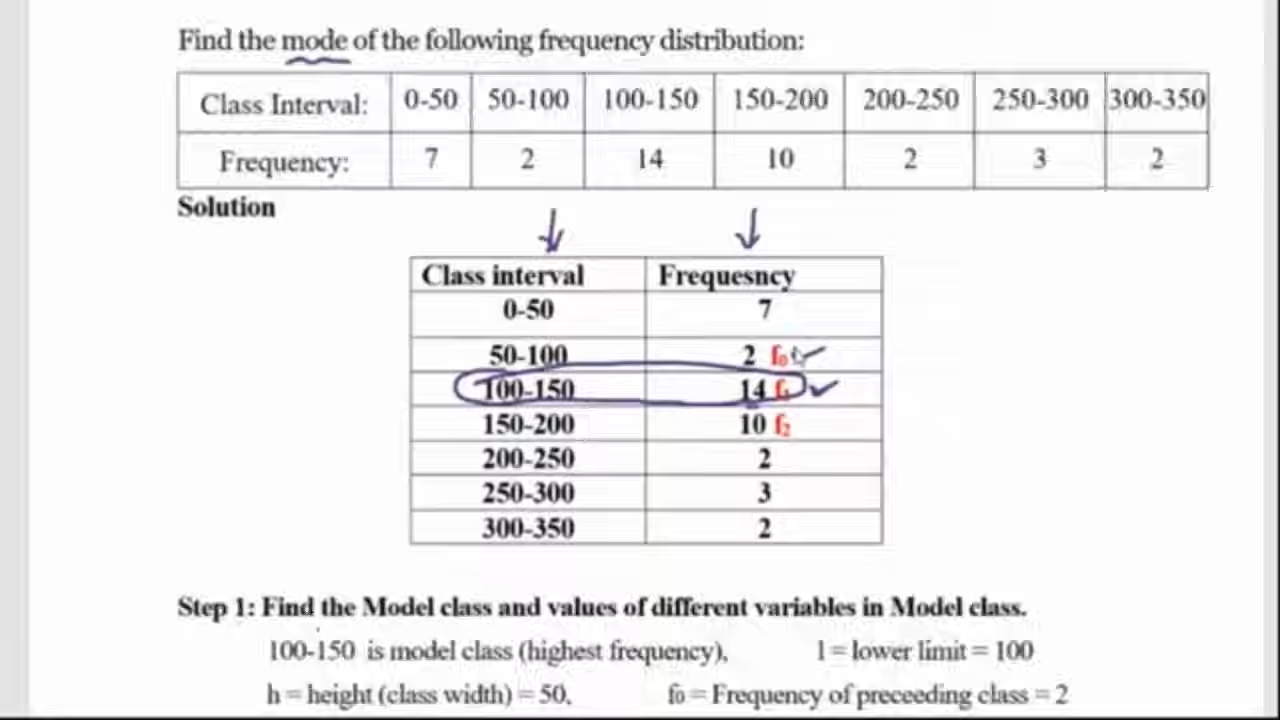 Find the mode of the following frequency distribution:
Class Interval: 0-50 50-100 100-150 150-200 200-250 250-300 300-350
Frequency: 7 2 14 10 2 3 2
Solution
Class interval Frequesncy
0-50 7
50-100 2 f₀
100-150 14 f₁
150-200 10 f₂
200-250 2
250-300 3
300-350 2
Step 1: Find the Model class and values of different variables in Model class.
100-150 is model class (highest frequency), l = lower limit = 100
h = height (class width) = 50, f₀ = Frequency of preceeding class = 2